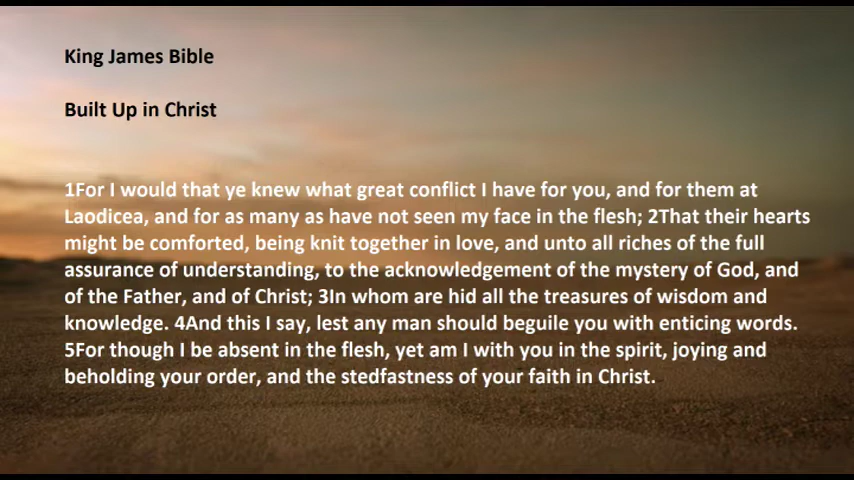 King James Bible
Built Up in Christ
1For I would that ye knew what great conflict I have for you, and for them at
Laodicea, and for as many as have not seen my face in the flesh; 2That their hearts
might be comforted, being knit together in love, and unto all riches of the full
assurance of understanding, to the acknowledgement of the mystery of God, and
of the Father, and of Christ; 3In whom are hid all the treasures of wisdom and
knowledge. 4And this I say, lest any man should beguile you with enticing words.
5For though I be absent in the flesh, yet am I with you in the spirit, joying and
beholding your order, and the stedfastness of your faith in Christ.